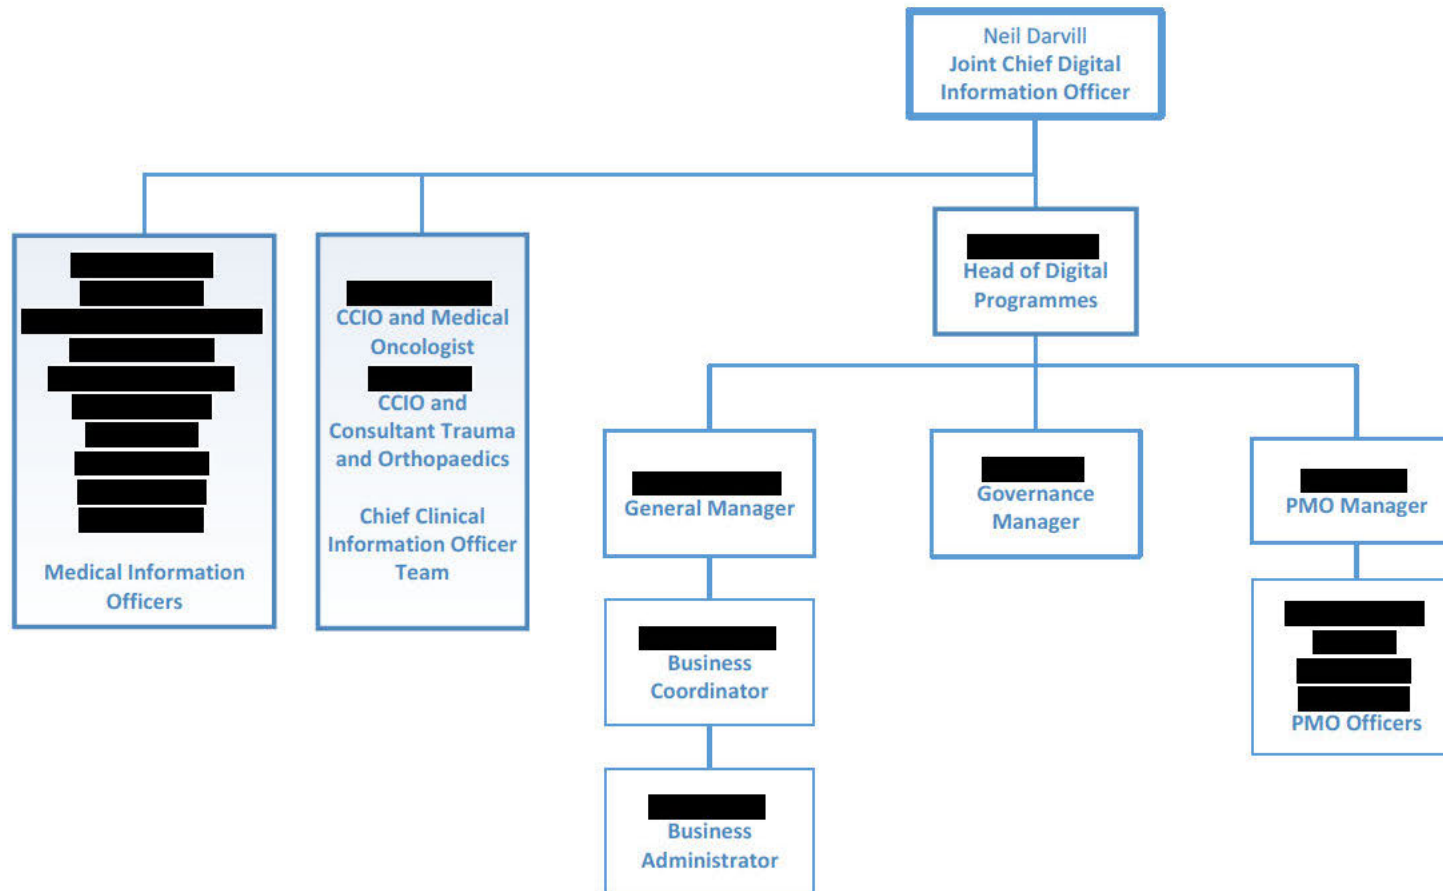 Neil Darvill
Joint Chief Digital
Information Officer
Medical Information
Officers
CCIO and Medical
Oncologist
CCIO and
Consultant Trauma
and Orthopaedics
Chief Clinical
Information Officer
Team
Head of Digital
Programmes
General Manager
Governance
Manager
PMO Manager
Business
Coordinator
PMO Officers
Business
Administrator